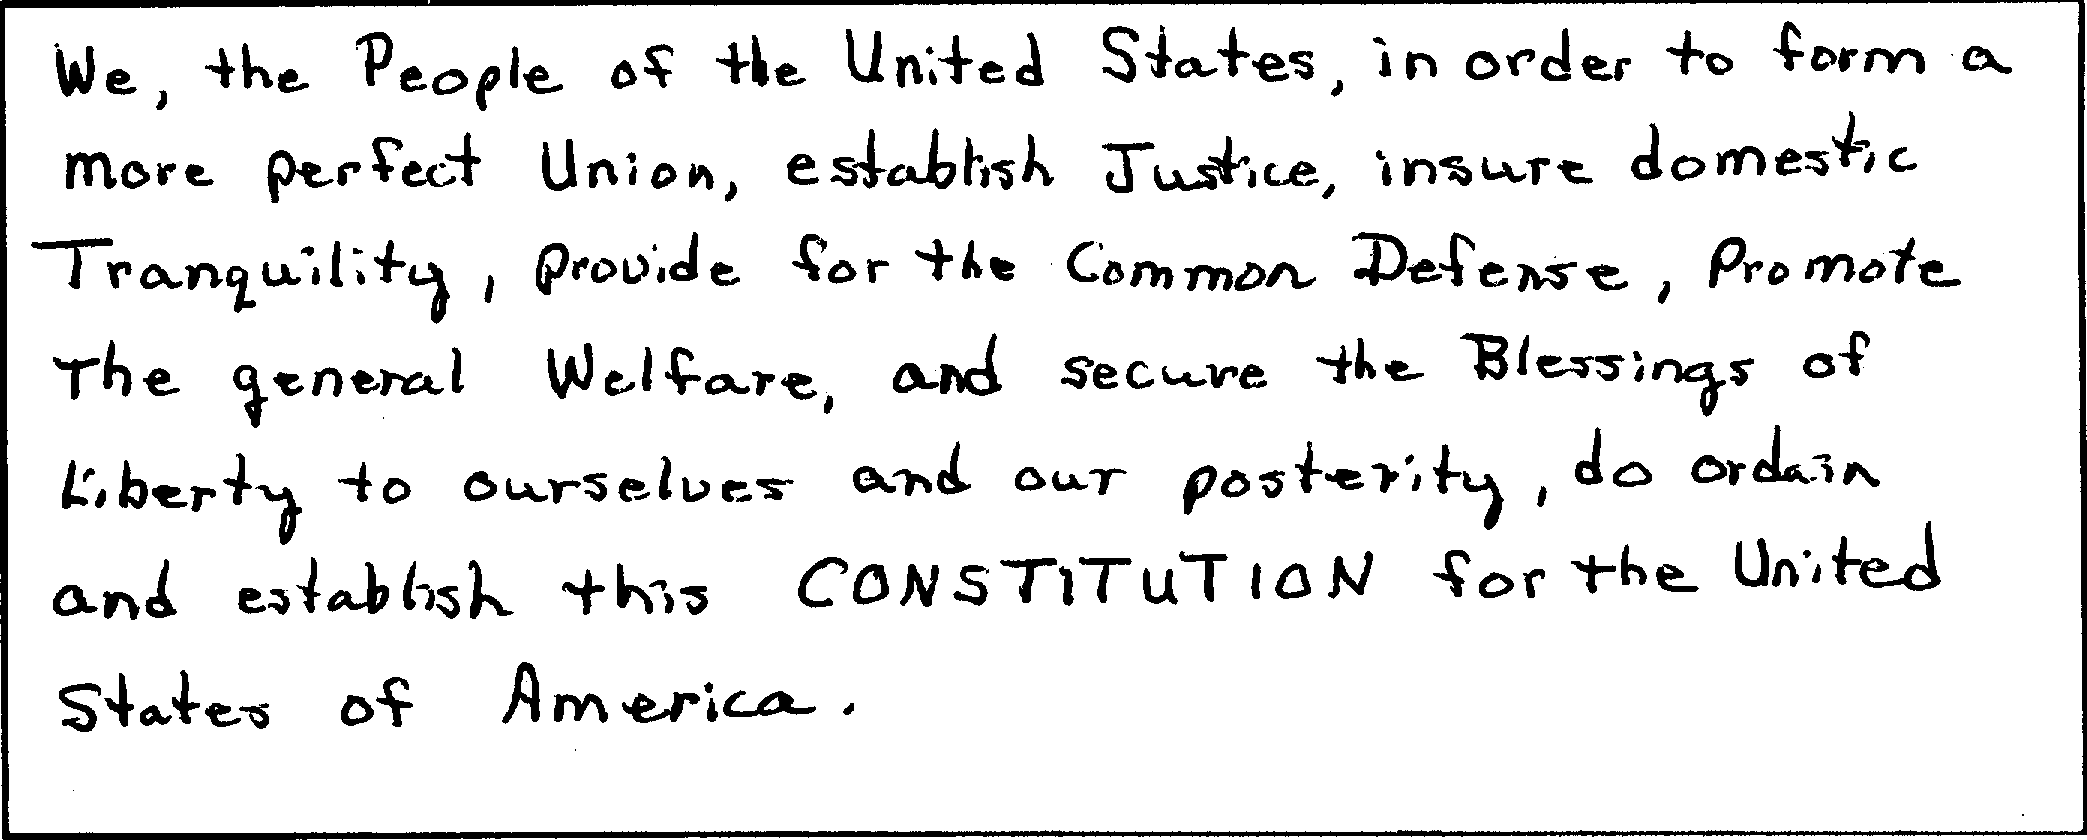 We, the People of the United States, in order to form a
more perfect Union, establish Justice, insure domestic
Tranquility, provide for the Common Defense, Promote
The general Welfare, and secure the Blessings of
Liberty to ourselves and our posterity, do ordain
and establish this CONSTITUTION for the United
States of America.